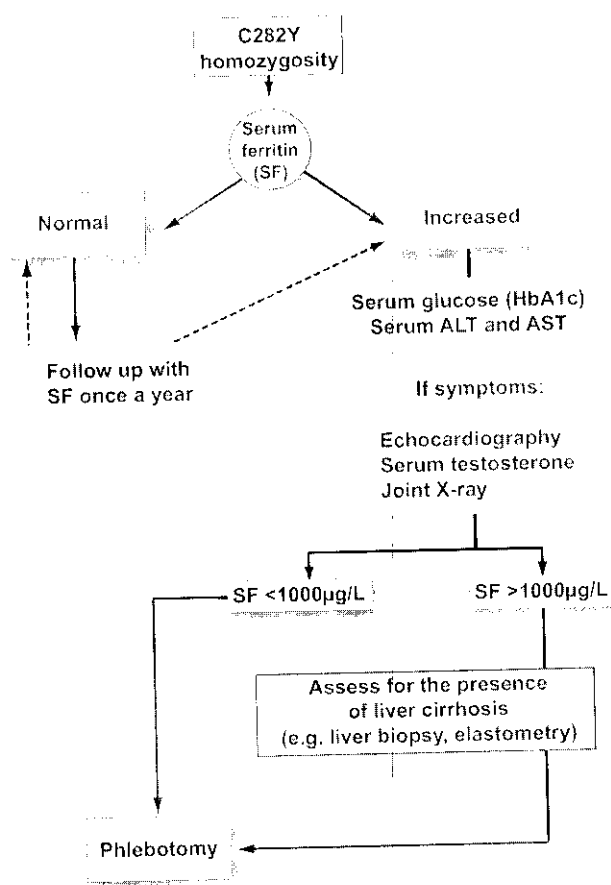 C282Y
homozygosity
Serum
ferritin
(SF)
Normal
Increased
Serum glucose (HbA1c)
Serum ALT and AST
Follow up with
SF once a year
If symptoms:
Echocardiography
Serum testosterone
Joint X-ray
SF <1000µg/L
SF >1000µg/L
Assess for the presence
of liver cirrhosis
(e.g. liver biopsy, elastometry)
Phlebotomy